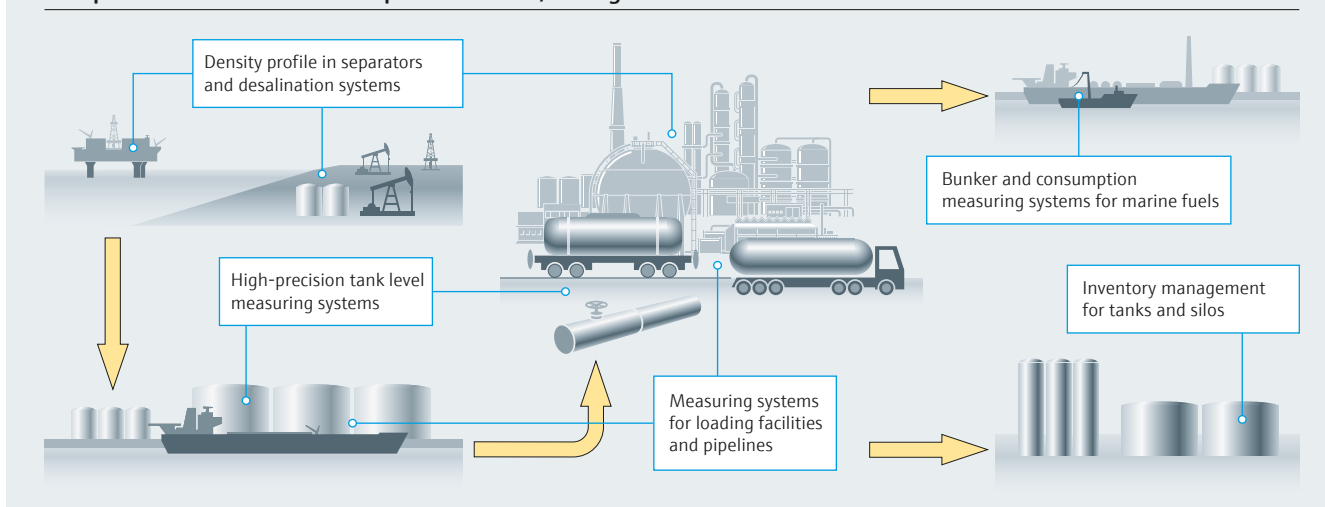 Density profile in separators
and desalination systems
Bunker and consumption
measuring systems for marine fuels
High-precision tank level
measuring systems
Inventory management
for tanks and silos
Measuring systems
for loading facilities
and pipelines